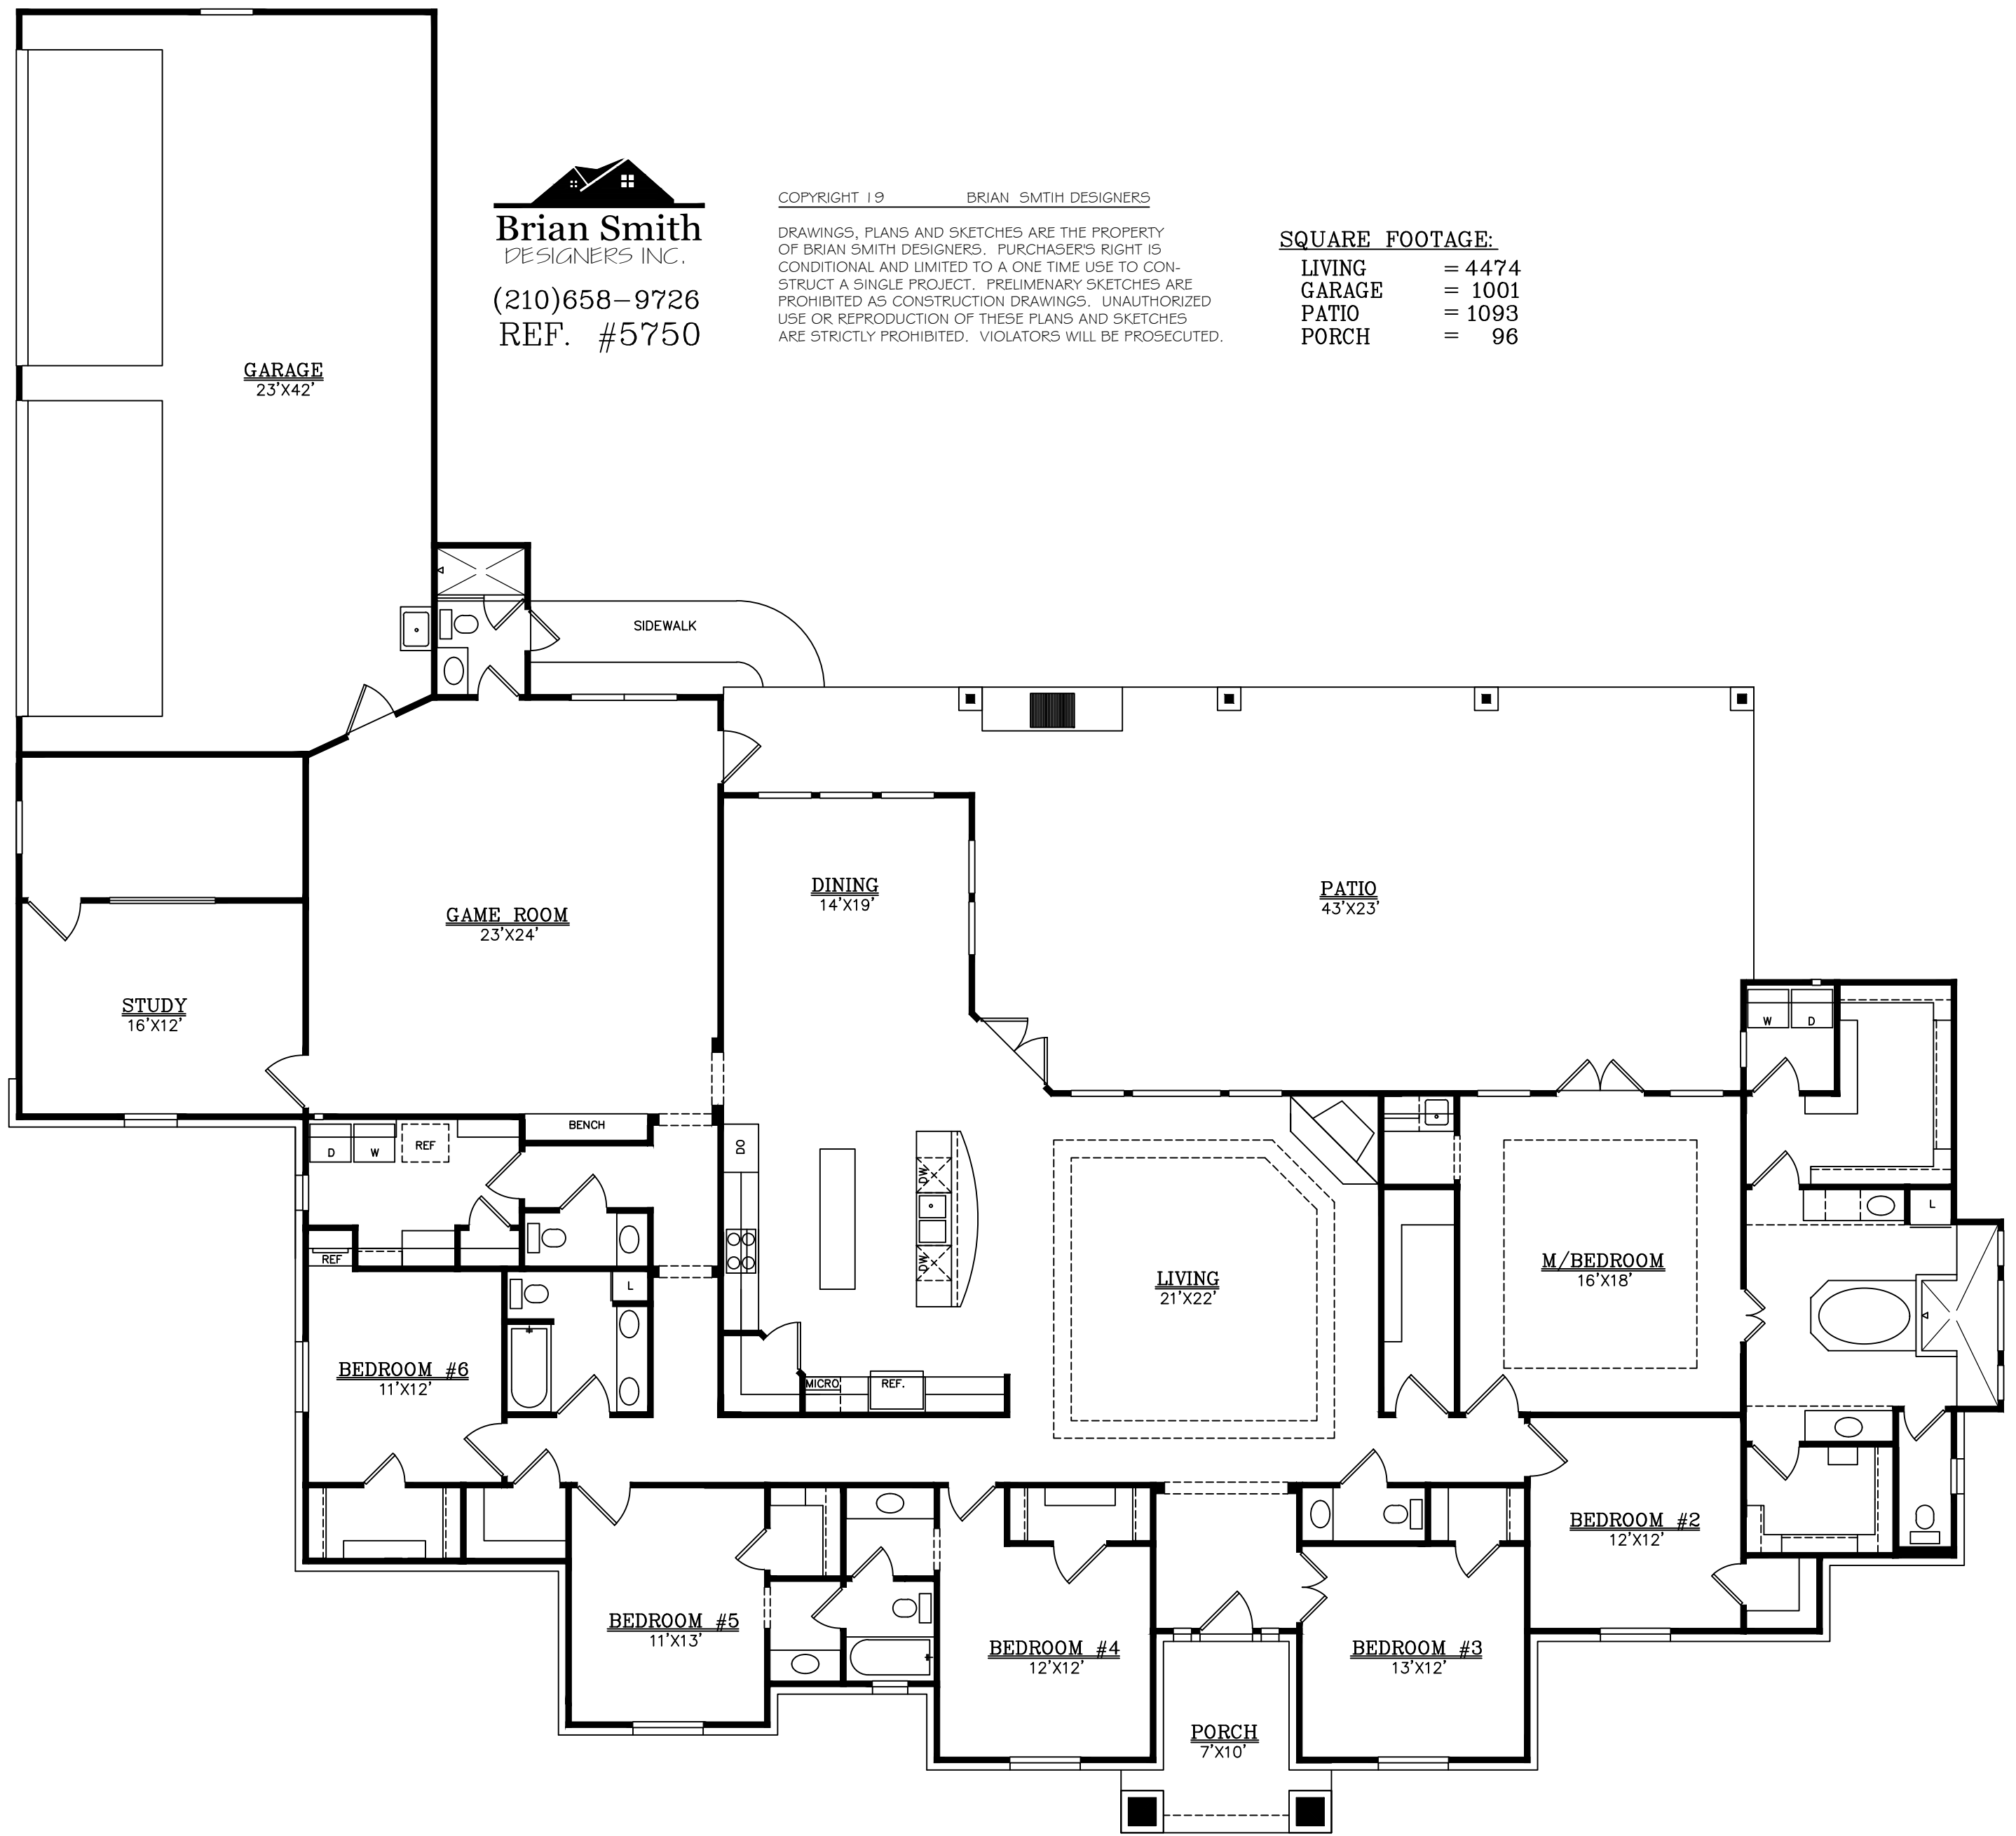 Brian Smith
DESIGNERS INC.
(210)658-9726
REF. #5750
COPYRIGHT 19 BRIAN SMTIH DESIGNERS
DRAWINGS, PLANS AND SKETCHES ARE THE PROPERTY
OF BRIAN SMITH DESIGNERS. PURCHASER'S RIGHT IS
CONDITIONAL AND LIMITED TO A ONE TIME USE TO CON-
STRUCT A SINGLE PROJECT. PRELIMENARY SKETCHES ARE
PROHIBITED AS CONSTRUCTION DRAWINGS. UNAUTHORIZED
USE OR REPRODUCTION OF THESE PLANS AND SKETCHES
ARE STRICTLY PROHIBITED. VIOLATORS WILL BE PROSECUTED.
SQUARE FOOTAGE:
LIVING = 4474
GARAGE = 1001
PATIO = 1093
PORCH = 96
GARAGE
23'X42'
SIDEWALK
DINING
14'X19'
PATIO
43'X23'
GAME ROOM
23'X24'
STUDY
16'X12'
W D
BENCH
D W REF
DO
DW
L
REF
DW
M/BEDROOM
16'X18'
LIVING
21'X22'
L
BEDROOM #6
11'X12'
MICRO
REF.
BEDROOM #2
12'X12'
BEDROOM #5
11'X13'
BEDROOM #4
12'X12'
BEDROOM #3
13'X12'
PORCH
7'X10'